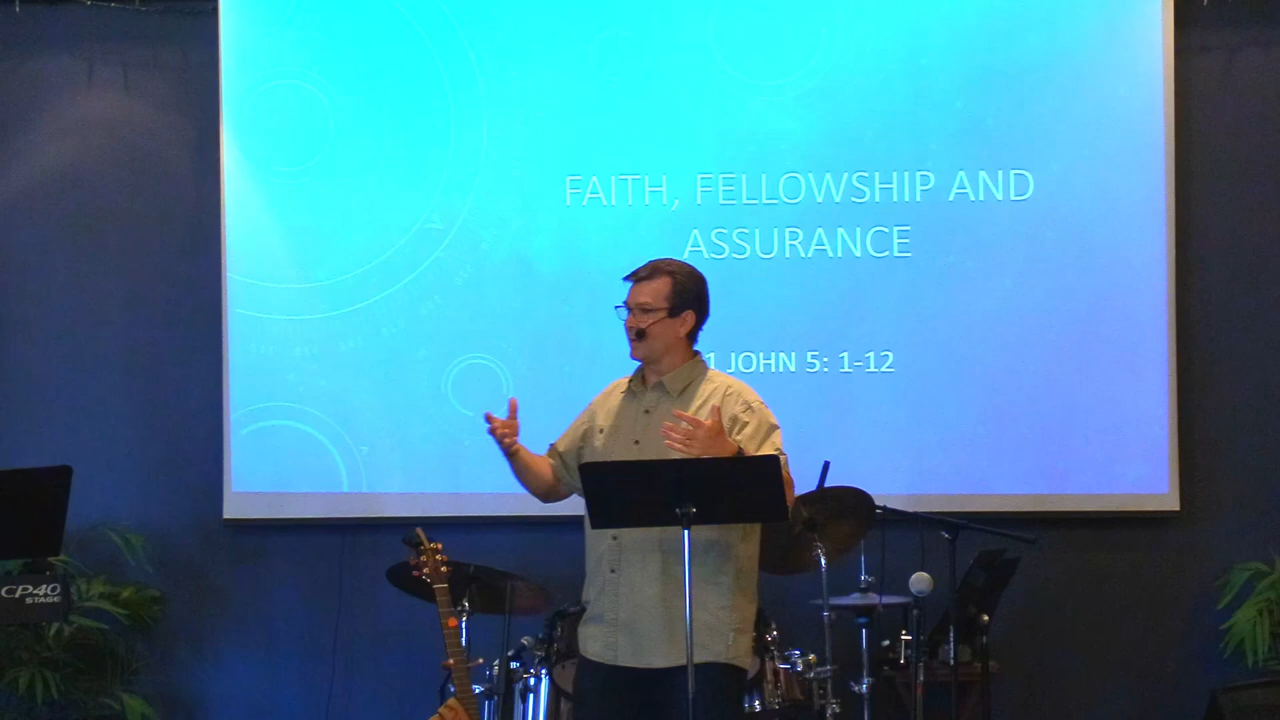 FAITH, FELLOWSHIP AND
ASSURANCE
1 JOHN 5: 1-12
CP40
STAGE